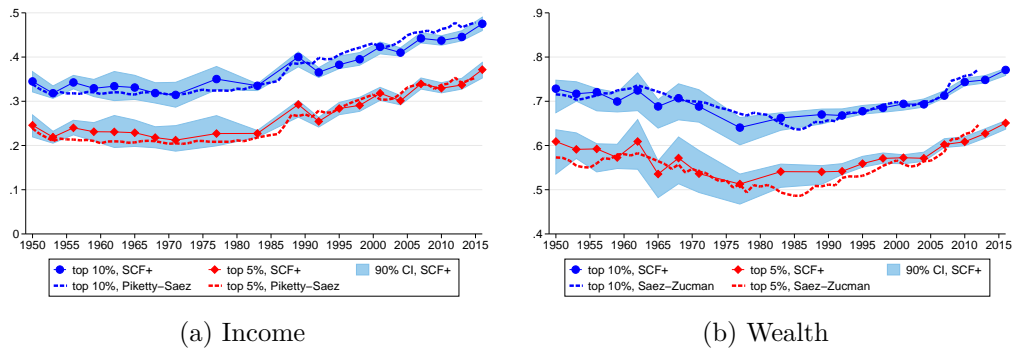 .5
.4
.3
.2
.1
0
1950 1955 1960 1965 1970 1975 1980 1985 1990 1995 2000 2005 2010 2015
top 10%, SCF+ top 5%, SCF+ 90% CI, SCF+
top 10%, Piketty−Saez top 5%, Piketty−Saez
(a) Income
.9
.8
.7
.6
.5
.4
1950 1955 1960 1965 1970 1975 1980 1985 1990 1995 2000 2005 2010 2015
top 10%, SCF+ top 5%, SCF+ 90% CI, SCF+
top 10%, Saez−Zucman top 5%, Saez−Zucman
(b) Wealth